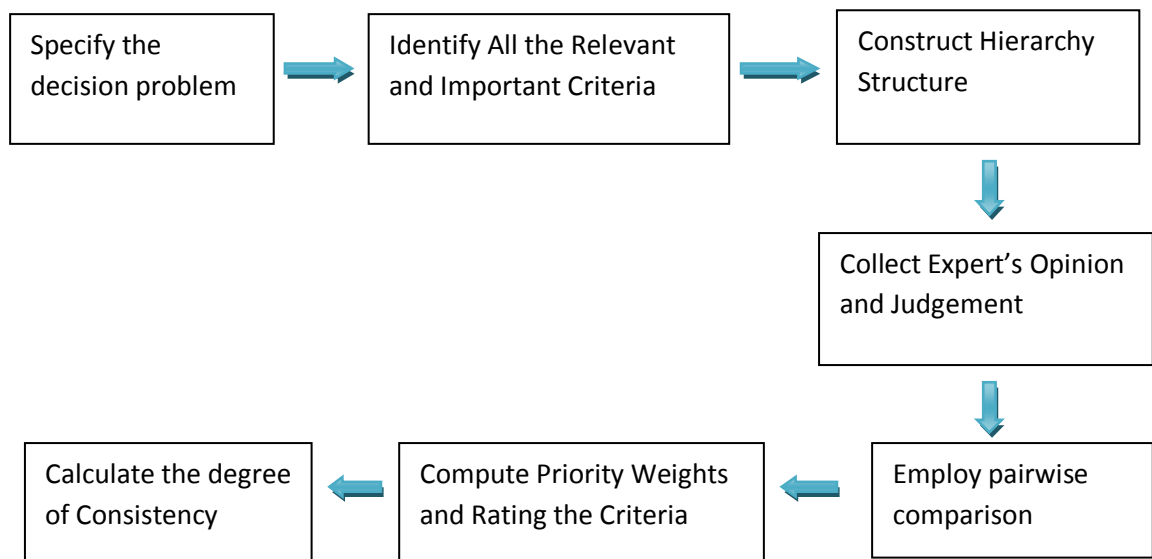 Specify the
decision problem
Identify All the Relevant
and Important Criteria
Construct Hierarchy
Structure
Collect Expert’s Opinion
and Judgement
Employ pairwise
comparison
Compute Priority Weights
and Rating the Criteria
Calculate the degree
of Consistency